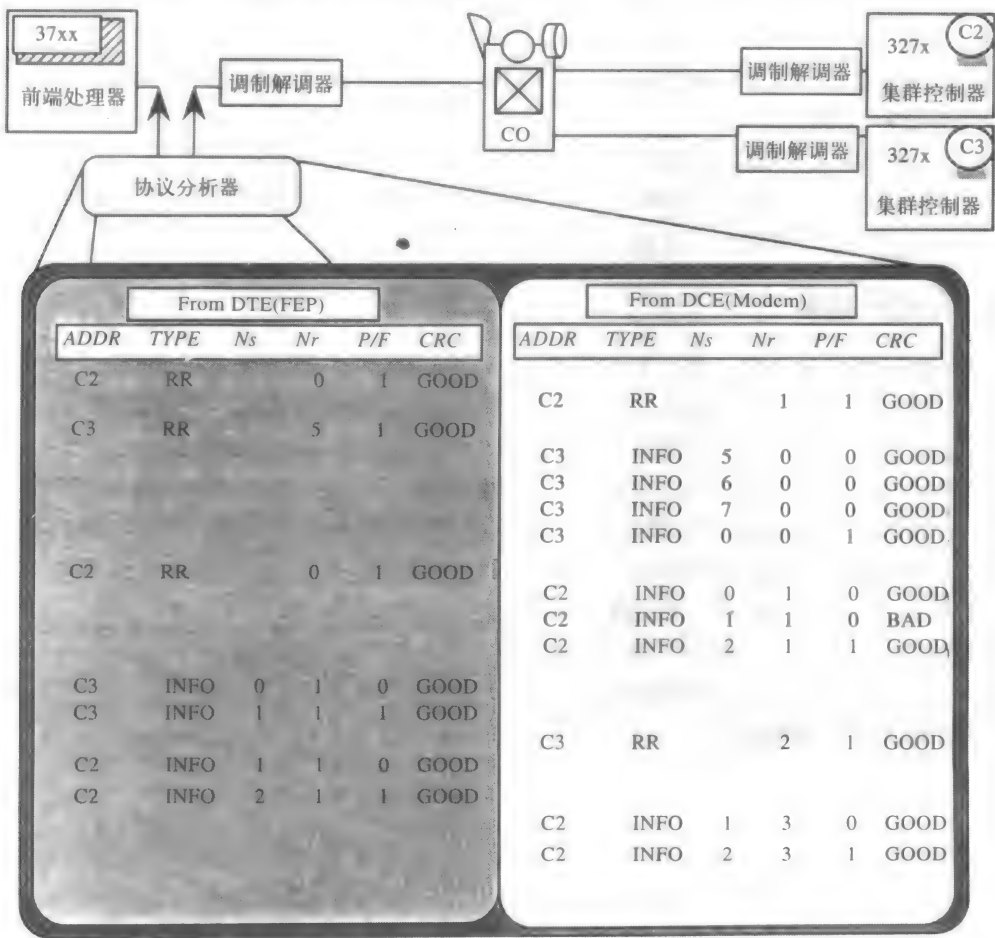 37xx
前端处理器
调制解调器
CO
调制解调器
327x
C2
集群控制器
调制解调器
327x
C3
集群控制器
协议分析器
From DTE(FEP)
ADDR TYPE Ns Nr P/F CRC
C2 RR 0 1 GOOD
C3 RR 5 1 GOOD
C2 RR 0 1 GOOD
C3 INFO 0 1 0 GOOD
C3 INFO 1 1 1 GOOD
C2 INFO 1 1 0 GOOD
C2 INFO 2 1 1 GOOD
From DCE(Modem)
ADDR TYPE Ns Nr P/F CRC
C2 RR 1 1 GOOD
C3 INFO 5 0 0 GOOD
C3 INFO 6 0 0 GOOD
C3 INFO 7 0 0 GOOD
C3 INFO 0 0 1 GOOD
C2 INFO 0 1 0 GOOD
C2 INFO 1 1 0 BAD
C2 INFO 2 1 1 GOOD
C3 RR 2 1 GOOD
C2 INFO 1 3 0 GOOD
C2 INFO 2 3 1 GOOD